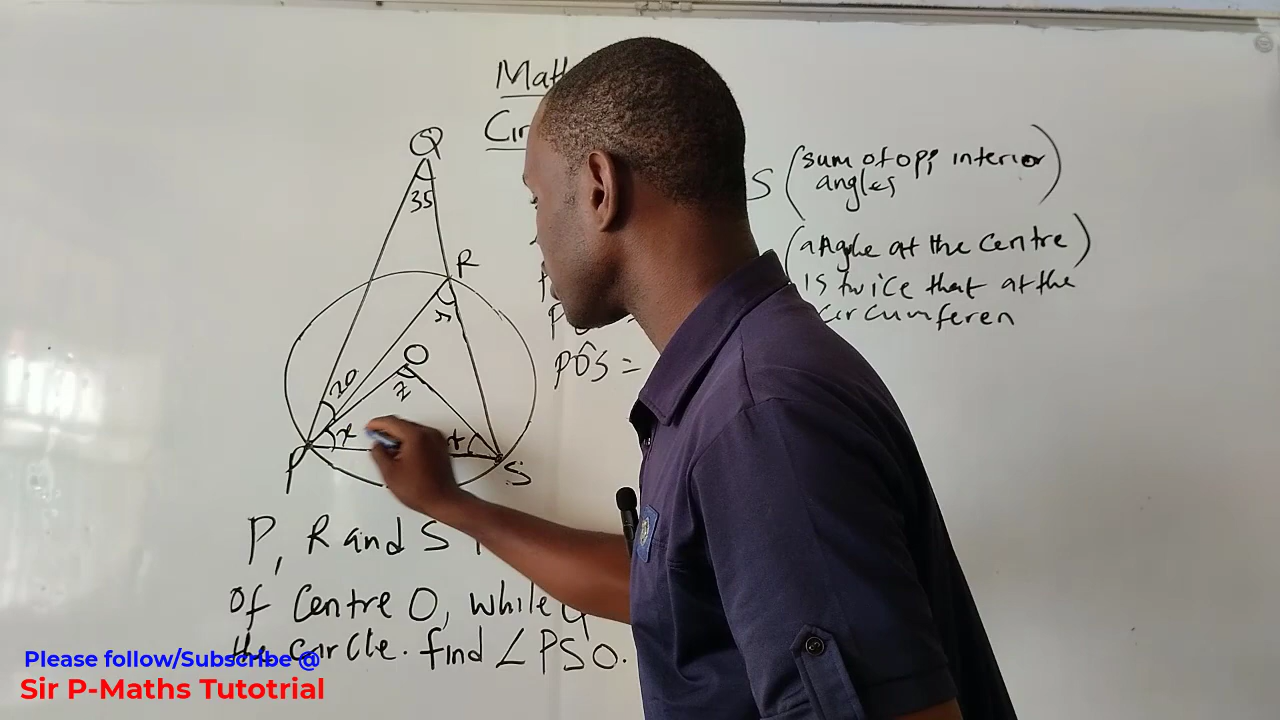 Math
Cir
Q
35
R
y
O
z
20
x
x
P
S
S (sum of opp interior
angles)
(angle at the centre)
is twice that at the
circumferen
PÔS =
P, R and S
of Centre O, while
the circle. find ∠PSO.
Please follow/Subscribe @
Sir P-Maths Tutotrial